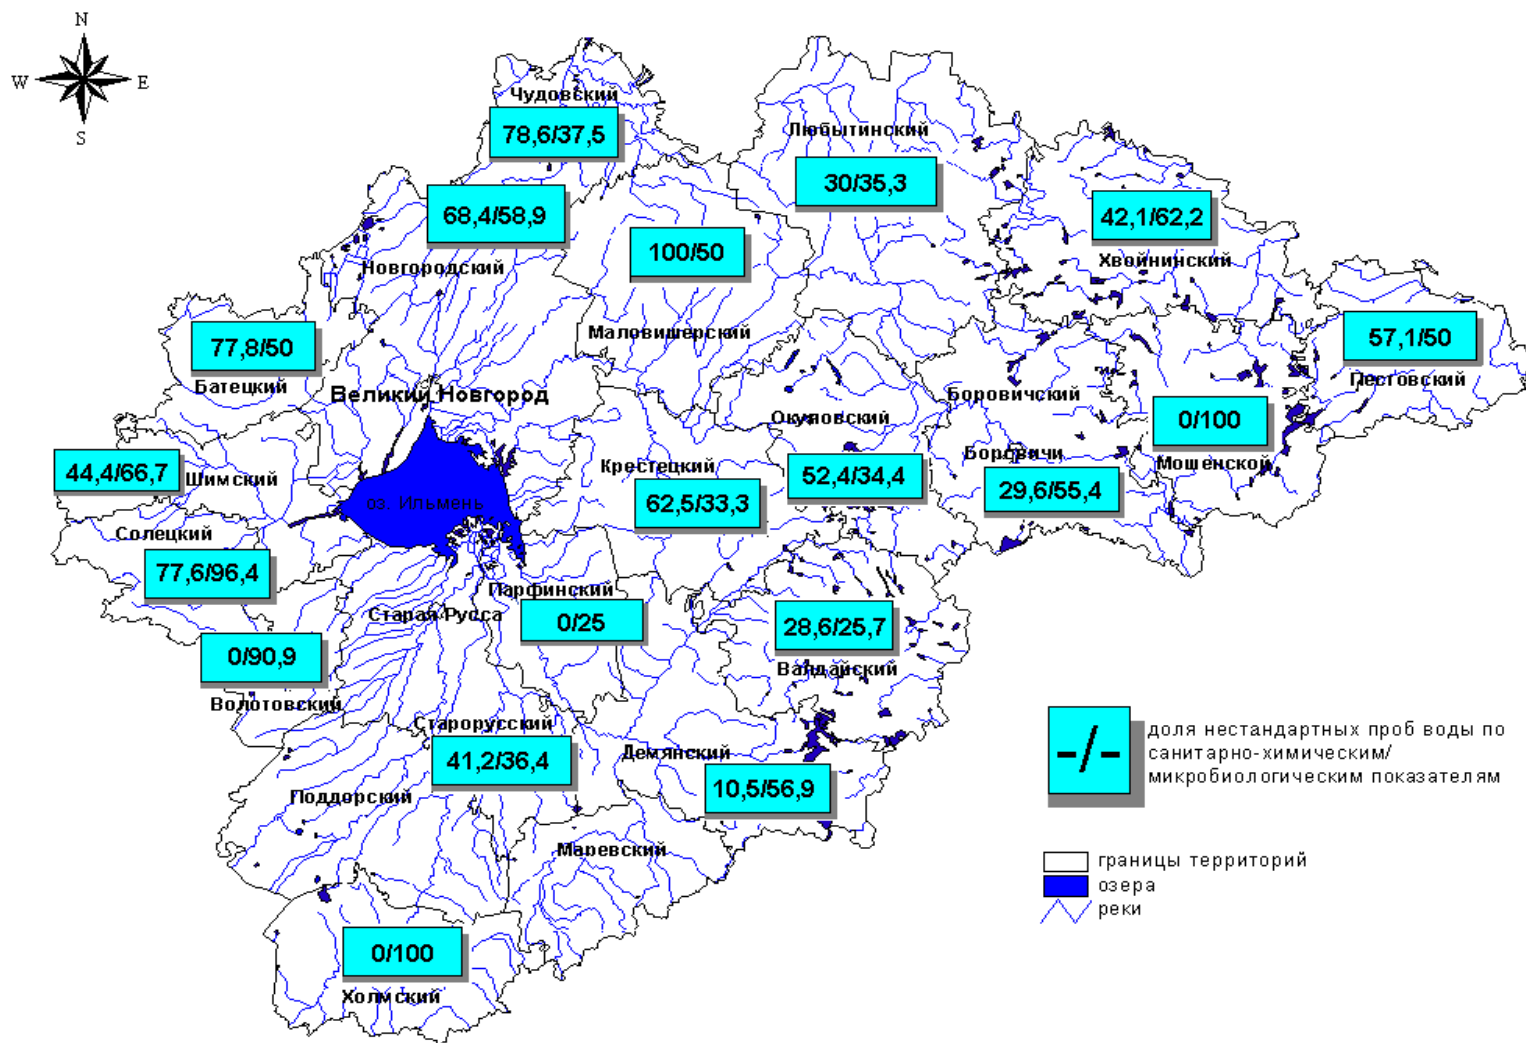 N
W E
S
Чудовский
78,6/37,5
Любытинский
30/35,3
68,4/58,9
Новгородский
100/50
Маловишерский
42,1/62,2
Хвойнинский
77,8/50
Батецкий
57,1/50
Пестовский
Великий Новгород
Окуловский
52,4/34,4
Боровичский
Боровичи
29,6/55,4
0/100
Мошенской
44,4/66,7
Шимский
оз. Ильмень
Крестецкий
62,5/33,3
Солецкий
77,6/96,4
Парфинский
0/25
Старая Русса
28,6/25,7
Валдайский
0/90,9
Волотовский
Старорусский
41,2/36,4
Демянский
10,5/56,9
Поддорский
Маревский
0/100
Холмский
-/-
доля нестандартных проб воды по
санитарно-химическим/
микробиологическим показателям
границы территорий
озера
реки